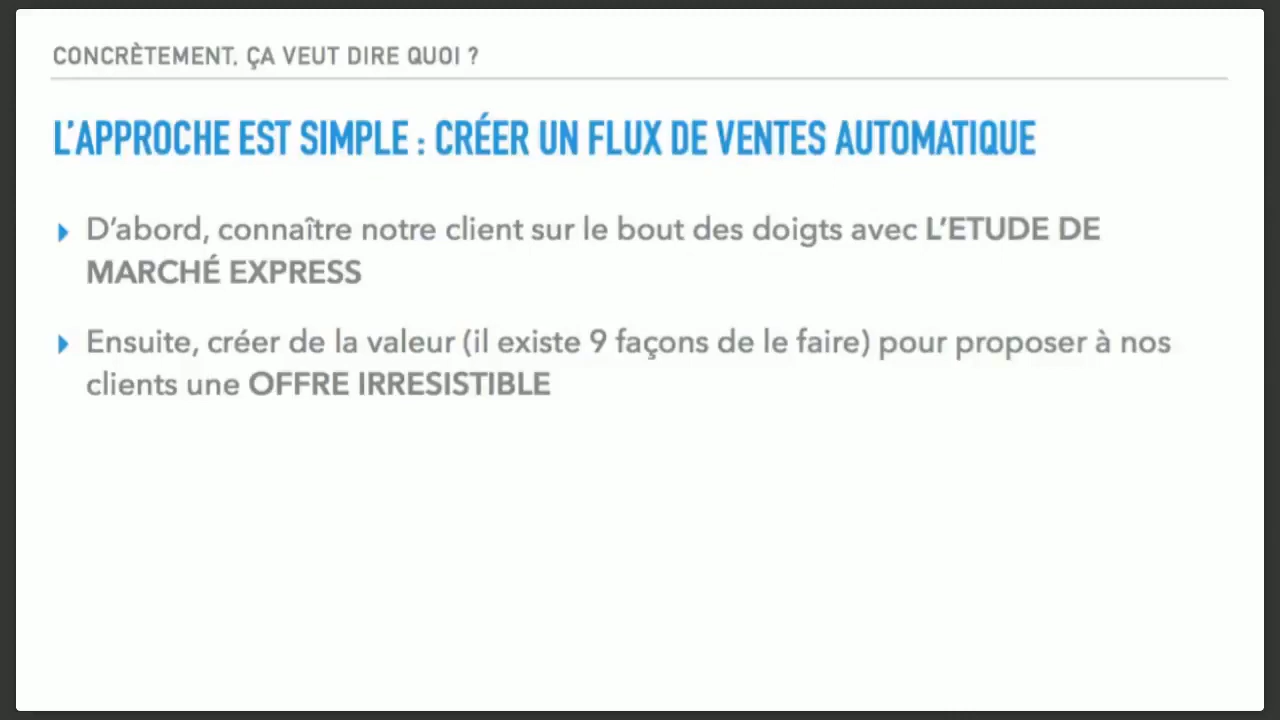 CONCRÈTEMENT, ÇA VEUT DIRE QUOI ?
L'APPROCHE EST SIMPLE : CRÉER UN FLUX DE VENTES AUTOMATIQUE
D'abord, connaître notre client sur le bout des doigts avec L'ETUDE DE
MARCHÉ EXPRESS
Ensuite, créer de la valeur (il existe 9 façons de le faire) pour proposer à nos
clients une OFFRE IRRESISTIBLE